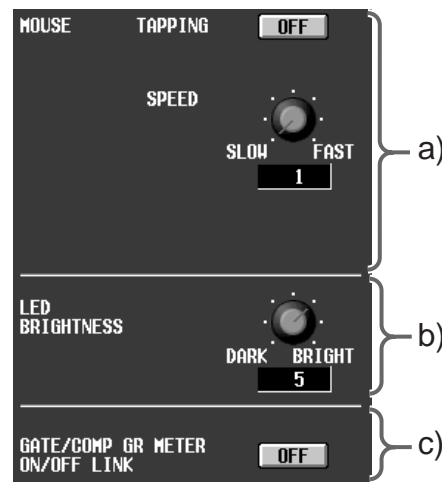 MOUSE TAPPING OFF
SPEED
SLOW FAST
1
a)
LED
BRIGHTNESS
DARK BRIGHT
5
b)
GATE/COMP GR METER
ON/OFF LINK
OFF
c)